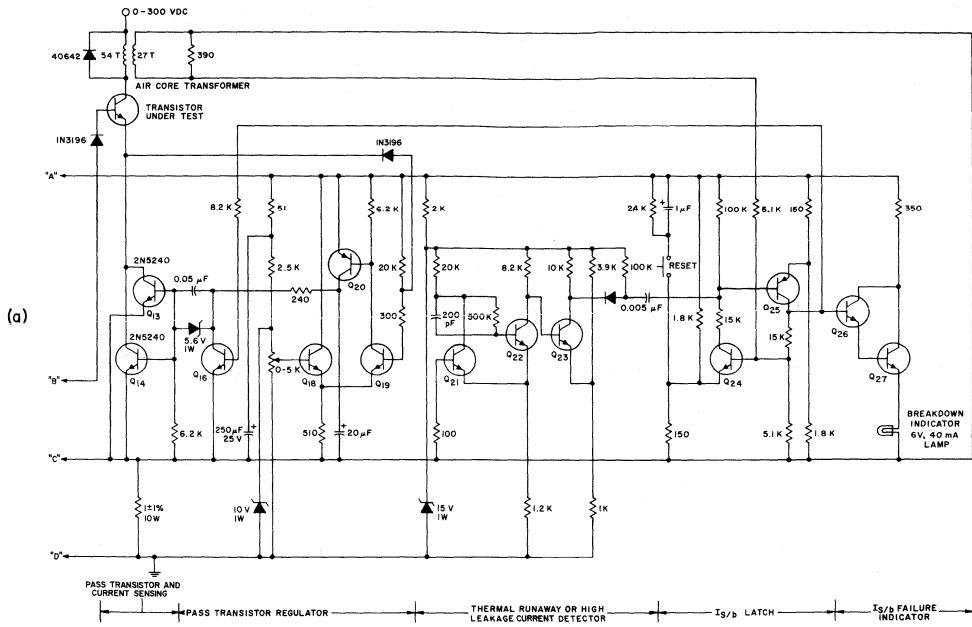 0-300 VDC
40642
54 T
27 T
390
AIR CORE TRANSFORMER
TRANSISTOR
UNDER TEST
1N3196
1N3196
"A"
8.2 K
51
6.2 K
2 K
24 K
+
1 µF
100 K
5.1 K
150
350
2N5240
0.05 µF
2.5 K
Q20
20 K
20 K
8.2 K
10 K
3.9 K
100 K
RESET
(a)
Q13
240
300
200
pF
500 K
0.005 µF
1.8 K
15 K
Q25
15 K
Q26
2N5240
5.6 V
1W
Q14
Q16
0-5 K
Q18
Q19
Q21
Q22
Q23
Q24
Q27
"B"
6.2 K
250 µF
25 V
+
510
+
20 µF
100
150
5.1 K
1.8 K
BREAKDOWN
INDICATOR
6V, 40 mA
LAMP
"C"
1±1%
10W
10 V
1W
15 V
1W
1.2 K
1K
"D"
PASS TRANSISTOR AND
CURRENT SENSING
PASS TRANSISTOR REGULATOR
THERMAL RUNAWAY OR HIGH
LEAKAGE CURRENT DETECTOR
IS/b LATCH
IS/b FAILURE
INDICATOR